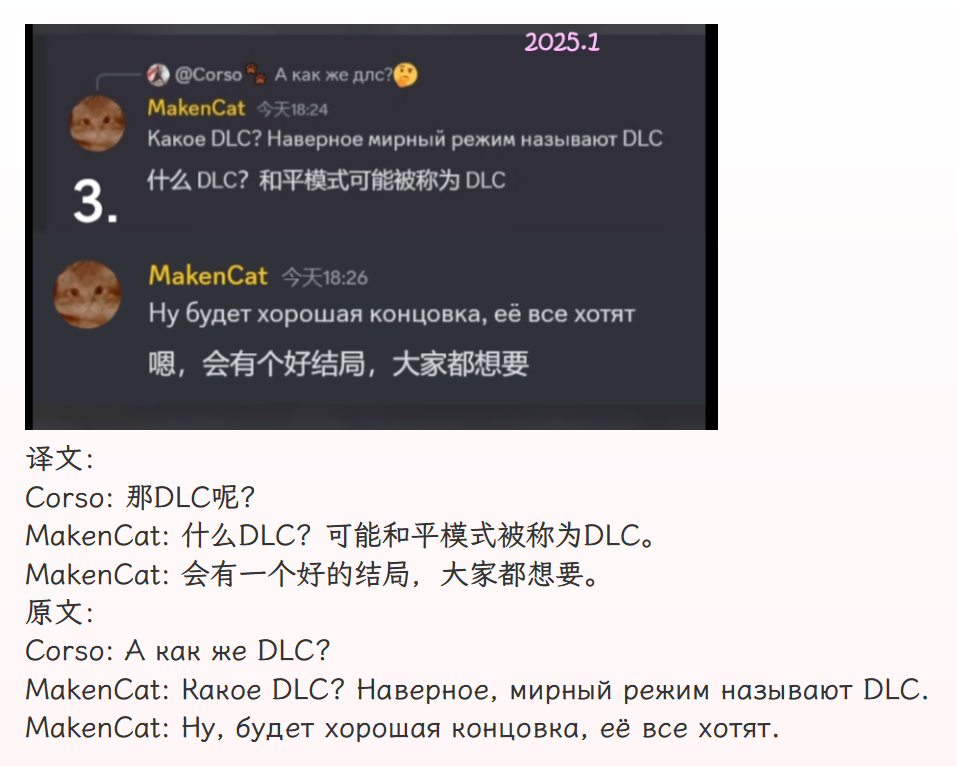 2025.1
@Corso🐾 А как же длс?🤔
MakenCat 今天18:24
Какое DLC? Наверное мирный режим называют DLC
什么 DLC？和平模式可能被称为 DLC
3.
MakenCat 今天18:26
Ну будет хорошая концовка, её все хотят
嗯，会有个好结局，大家都想要
译文：
Corso: 那DLC呢？
MakenCat: 什么DLC？可能和平模式被称为DLC。
MakenCat: 会有一个好的结局，大家都想要。
原文：
Corso: А как же DLC?
MakenCat: Какое DLC? Наверное, мирный режим называют DLC.
MakenCat: Ну, будет хорошая концовка, её все хотят.